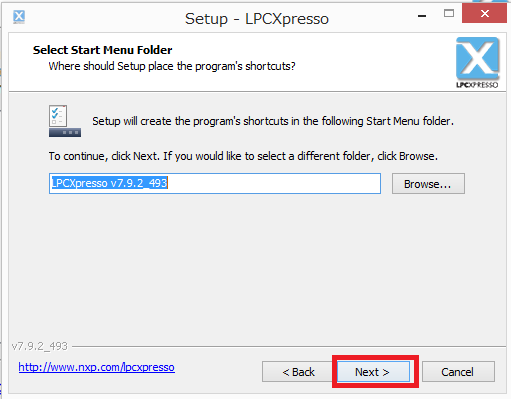 Setup - LPCXpresso
Select Start Menu Folder
Where should Setup place the program's shortcuts?
LPCXPRESSO
Setup will create the program's shortcuts in the following Start Menu folder.
To continue, click Next. If you would like to select a different folder, click Browse.
LPCXpresso v7.9.2_493
Browse...
v7.9.2_493
http://www.nxp.com/lpcxpresso
< Back
Next >
Cancel